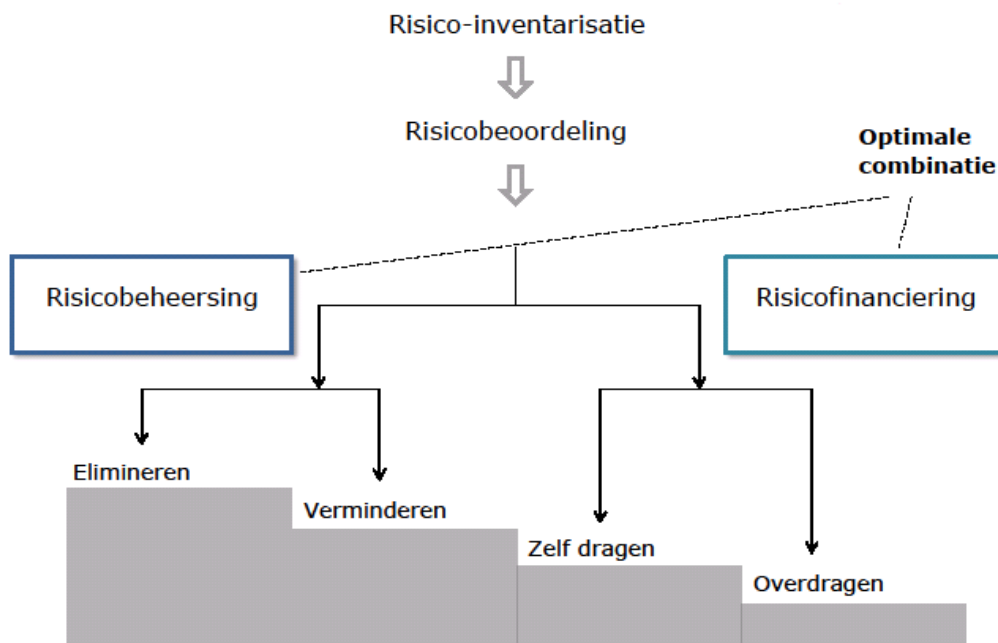 Risico-inventarisatie
Risicobeoordeling
Optimale
combinatie
Risicobeheersing
Risicofinanciering
Elimineren
Verminderen
Zelf dragen
Overdragen